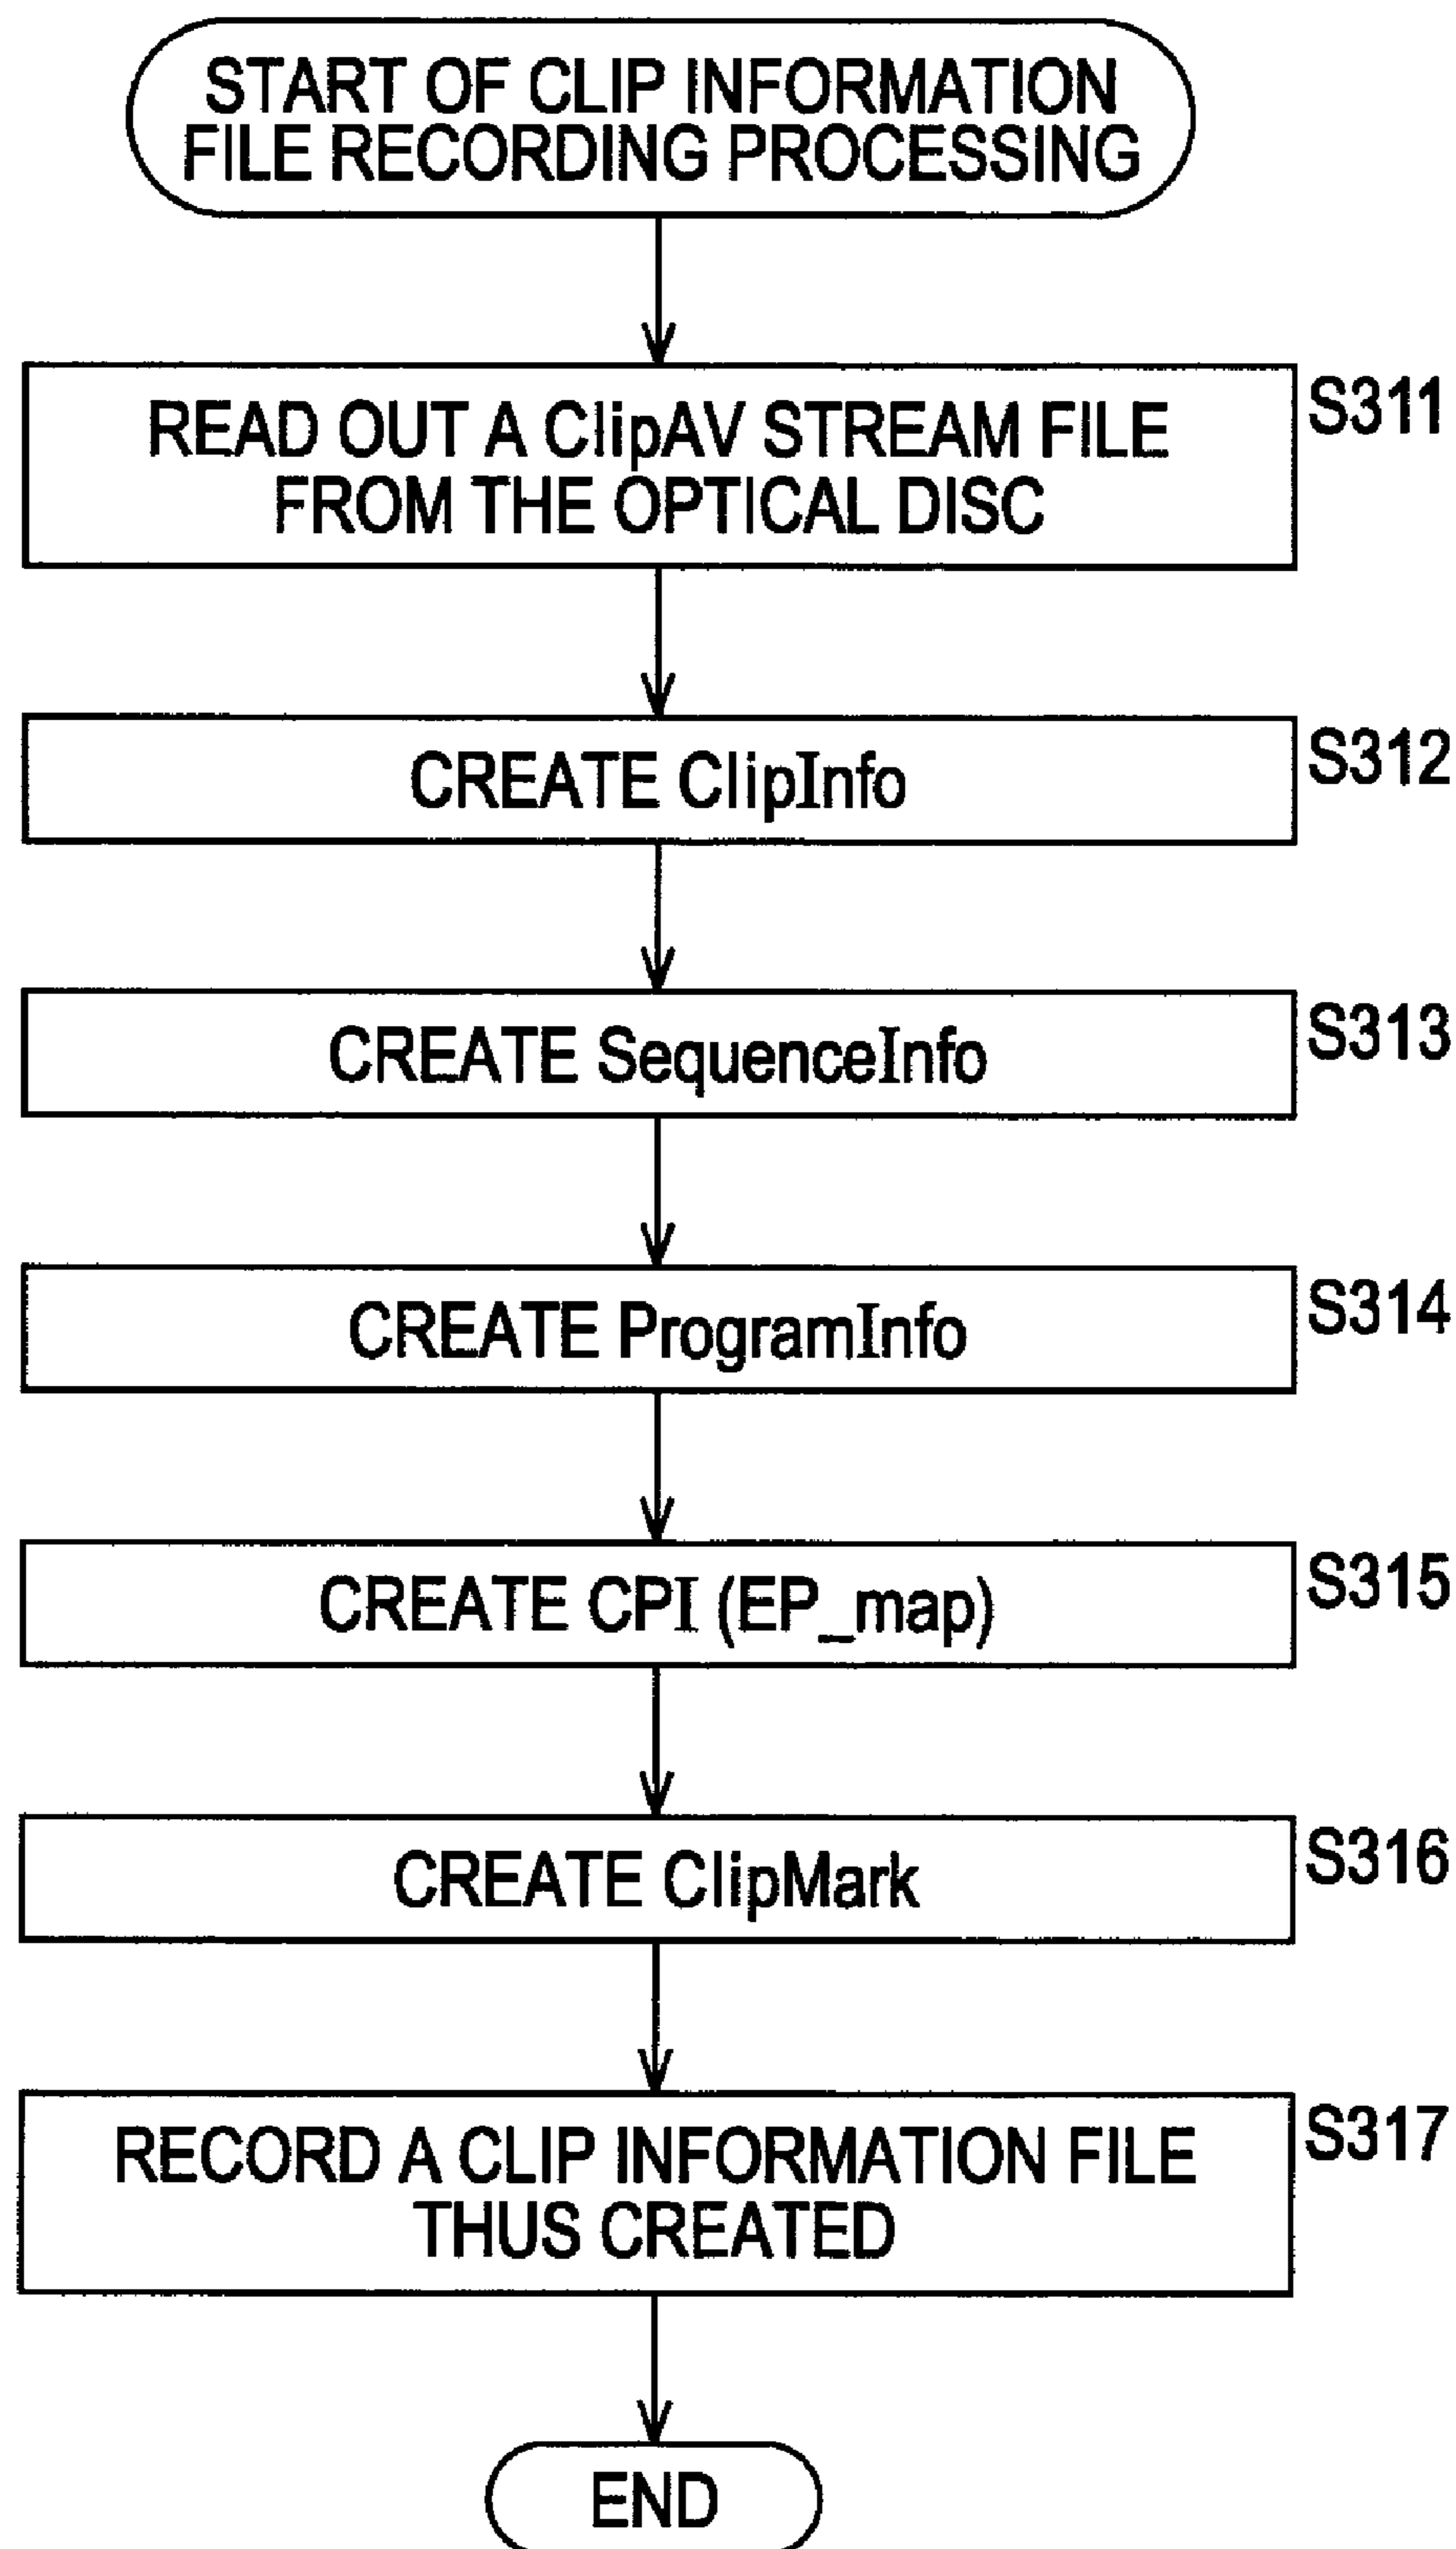 START OF CLIP INFORMATION
FILE RECORDING PROCESSING
READ OUT A ClipAV STREAM FILE
FROM THE OPTICAL DISC
S311
CREATE ClipInfo
S312
CREATE SequenceInfo
S313
CREATE ProgramInfo
S314
CREATE CPI (EP_map)
S315
CREATE ClipMark
S316
RECORD A CLIP INFORMATION FILE
THUS CREATED
S317
END